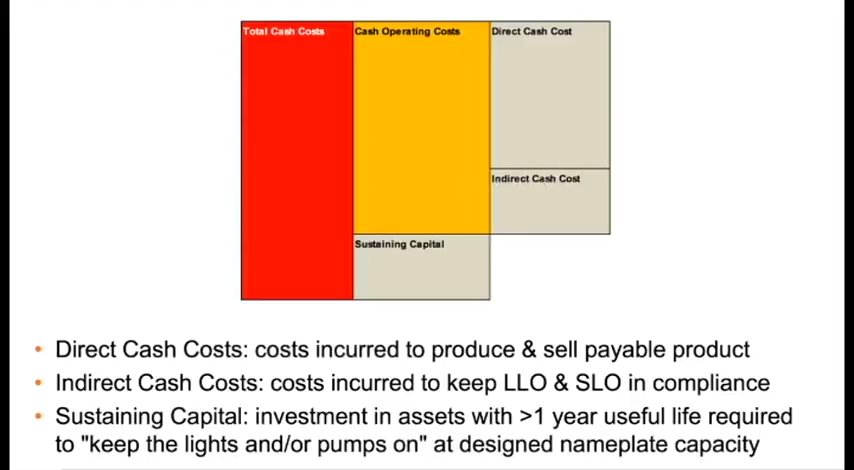 Total Cash Costs
Cash Operating Costs
Direct Cash Cost
Indirect Cash Cost
Sustaining Capital
• Direct Cash Costs: costs incurred to produce & sell payable product
• Indirect Cash Costs: costs incurred to keep LLO & SLO in compliance
• Sustaining Capital: investment in assets with >1 year useful life required
to "keep the lights and/or pumps on" at designed nameplate capacity